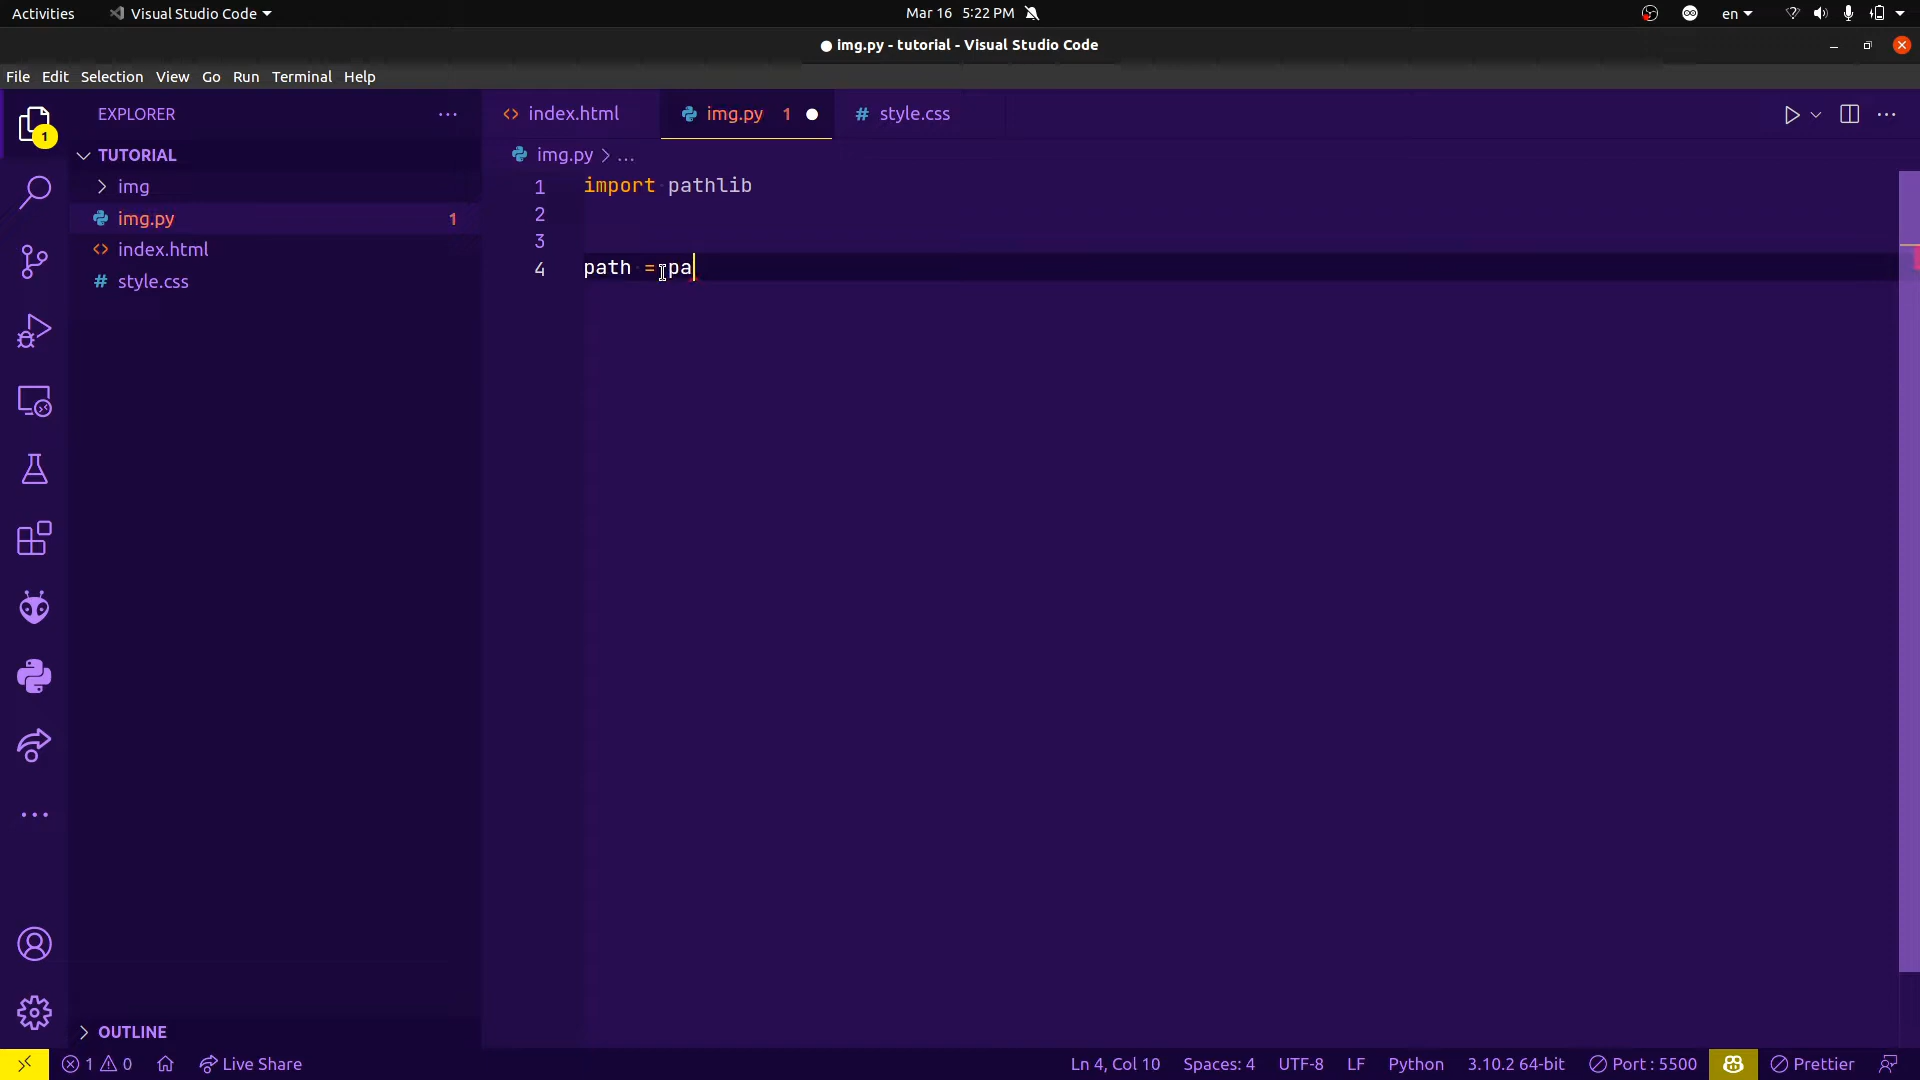 Activities Visual Studio Code Mar 16 5:22 PM en
img.py - tutorial - Visual Studio Code
File Edit Selection View Go Run Terminal Help
EXPLORER
index.html
img.py 1
style.css
TUTORIAL
img
img.py 1
index.html
style.css
img.py > ...
1 import pathlib
2
3
4 path = pa
1
OUTLINE
1 0 Live Share Ln 4, Col 10 Spaces: 4 UTF-8 LF Python 3.10.2 64-bit Port : 5500 Prettier